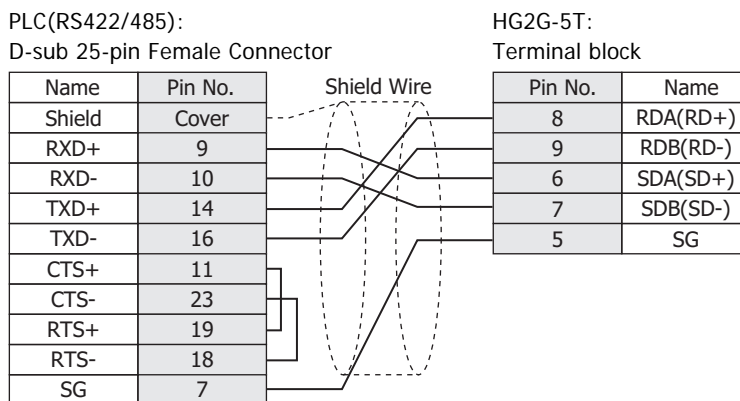 PLC(RS422/485):
D-sub 25-pin Female Connector
HG2G-5T:
Terminal block
Name Pin No. Shield Wire Pin No. Name
Shield Cover 8 RDA(RD+)
RXD+ 9 9 RDB(RD-)
RXD- 10 6 SDA(SD+)
TXD+ 14 7 SDB(SD-)
TXD- 16 5 SG
CTS+ 11
CTS- 23
RTS+ 19
RTS- 18
SG 7